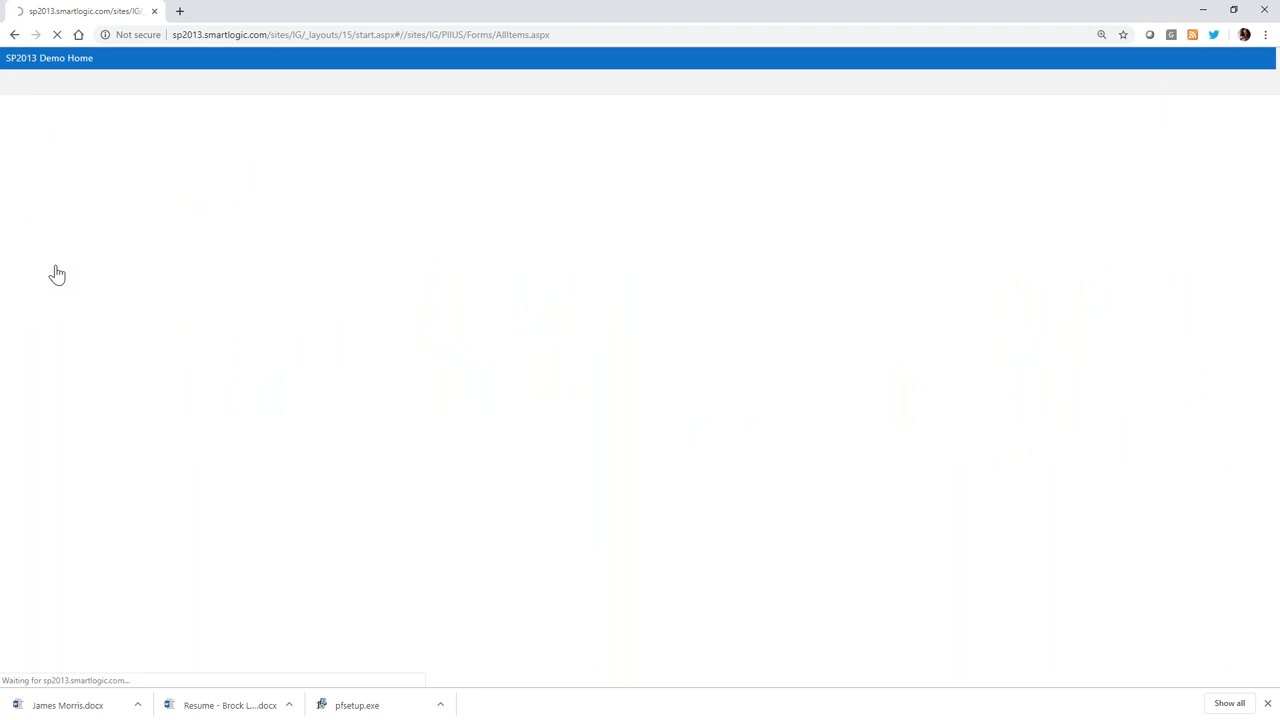 sp2013.smartlogic.com/sites/IG/_
Not secure
sp2013.smartlogic.com/sites/IG/_layouts/15/start.aspx#//sites/IG/PIIUS/Forms/AllItems.aspx
SP2013 Demo Home
Waiting for sp2013.smartlogic.com...
James Morris.docx
Resume - Brock L....docx
pfsetup.exe
Show all